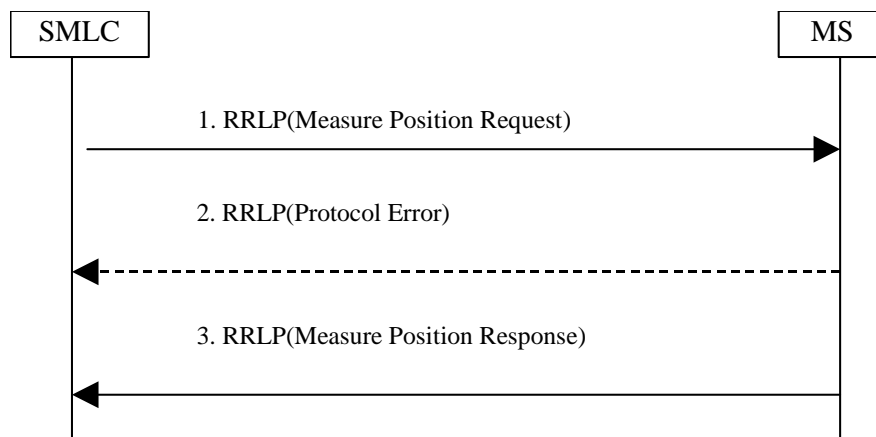 SMLC
MS
1. RRLP(Measure Position Request)
2. RRLP(Protocol Error)
3. RRLP(Measure Position Response)